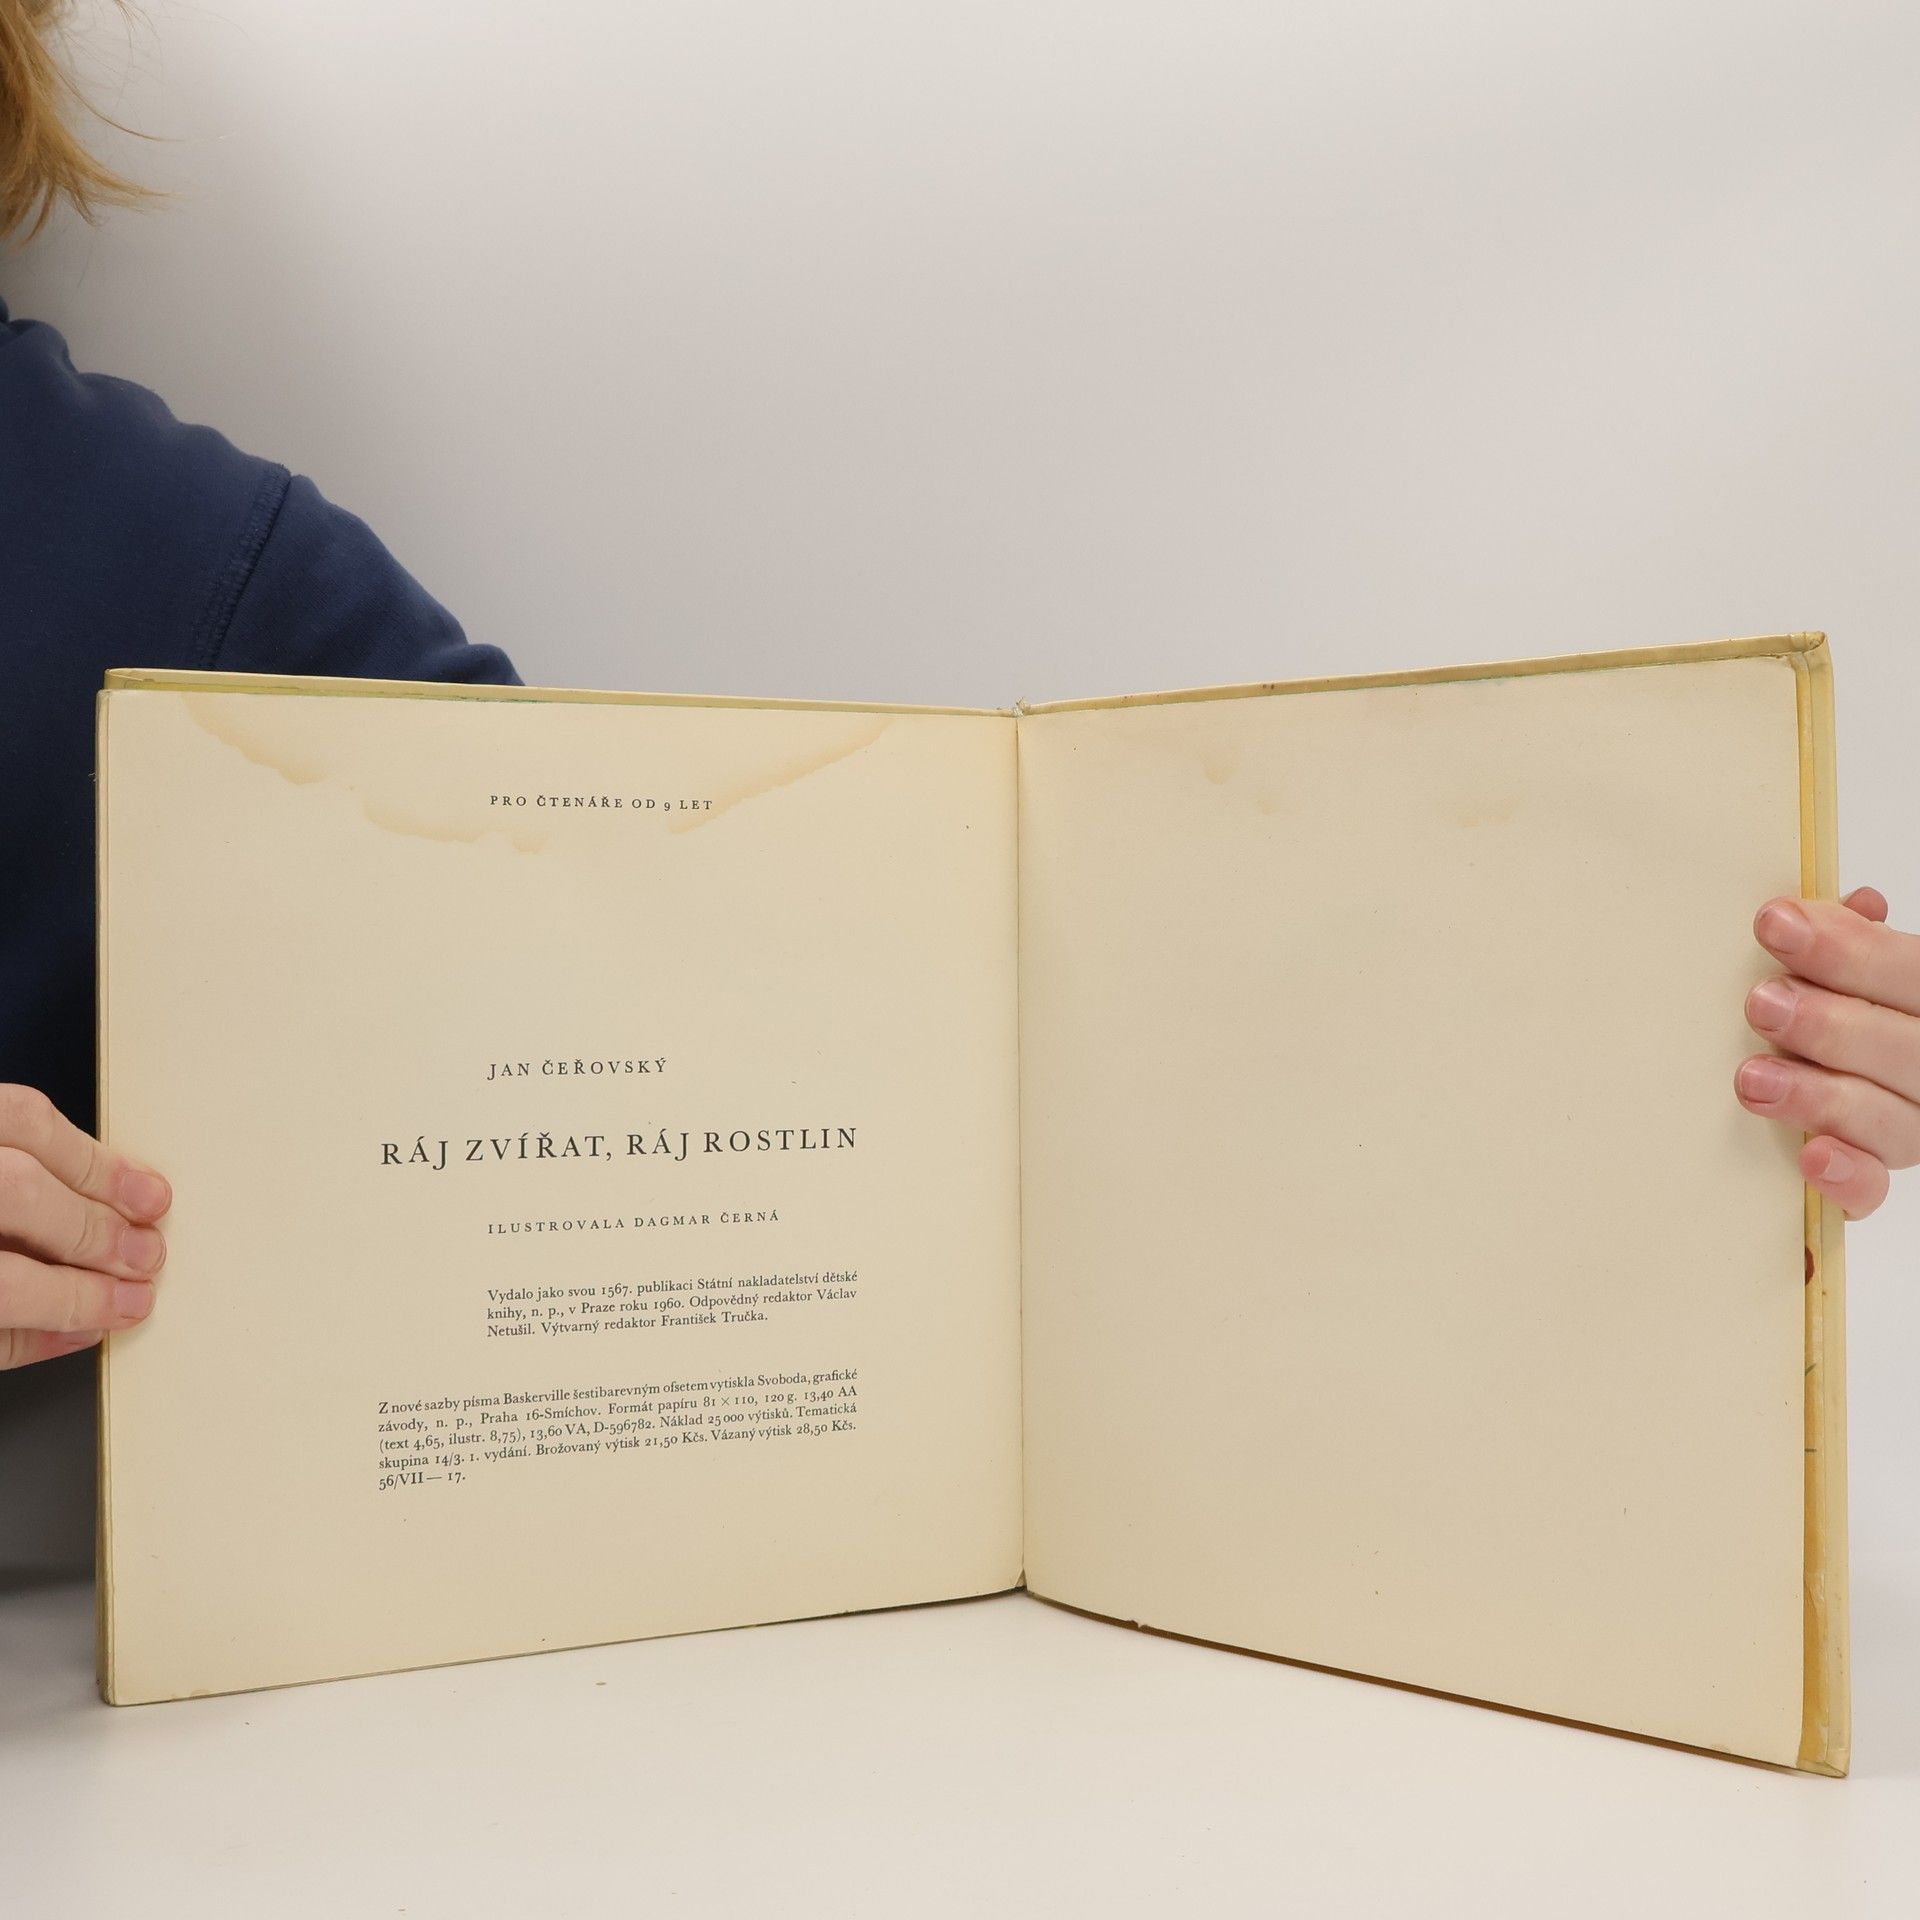 PRO ČTENÁŘE OD 9 LET
JAN ČEŘOVSKÝ
RÁJ ZVÍŘAT, RÁJ ROSTLIN
ILUSTROVALA DAGMAR ČERNÁ
Vydalo jako svou 1567. publikaci Státní nakladatelství dětské
knihy, n. p., v Praze roku 1960. Odpovědný redaktor Václav
Netušil. Výtvarný redaktor František Tručka.
Z nové sazby písma Baskerville šestibarevným ofsetem vytiskla Svoboda, grafické
závody, n. p., Praha 16-Smíchov. Formát papíru 81 × 110, 120 g. 13,40 AA
(text 4,65, ilustr. 8,75), 13,60 VA, D-596782. Náklad 25 000 výtisků. Tematická
skupina 14/3. 1. vydání. Brožovaný výtisk 21,50 Kčs. Vázaný výtisk 28,50 Kčs.
56/VII — 17.